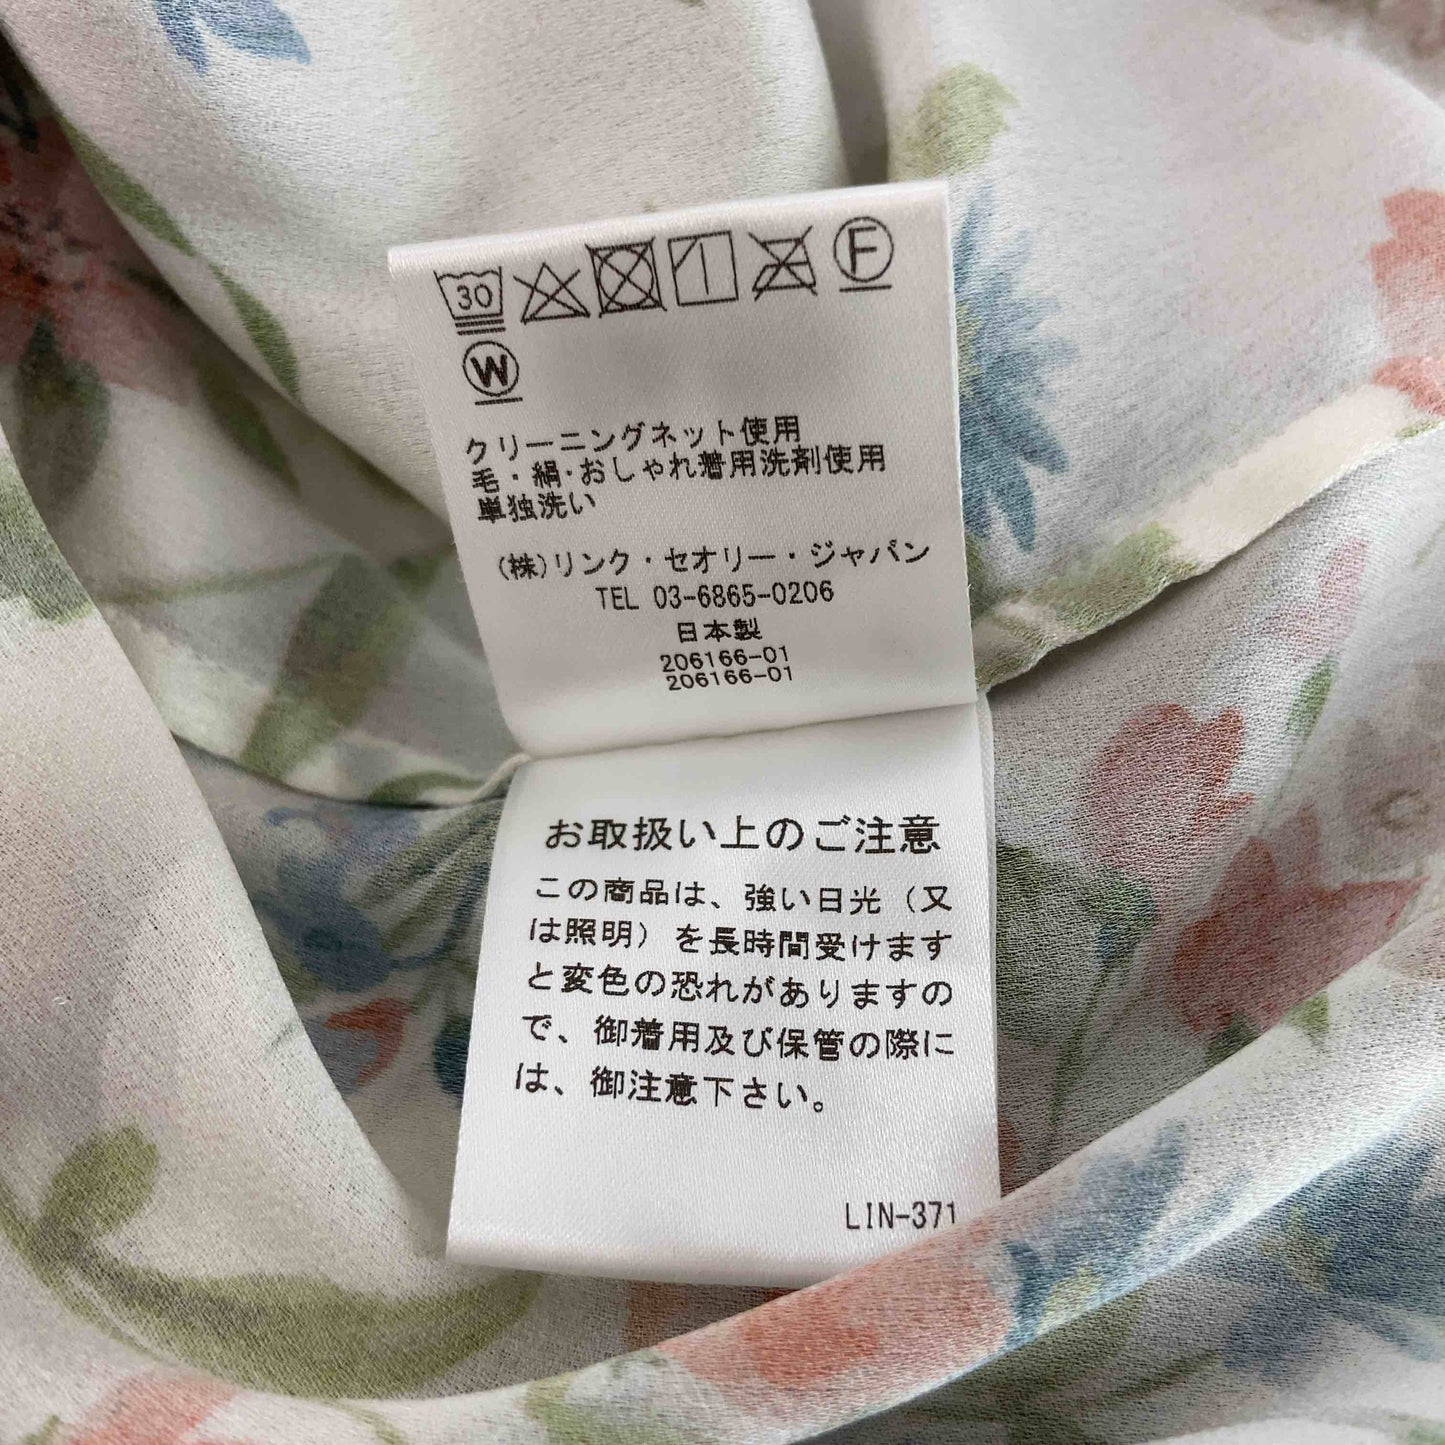 30
F
W
クリーニングネット使用
毛・絹・おしゃれ着用洗剤使用
単独洗い
(株)リンク・セオリー・ジャパン
TEL 03-6865-0206
日本製
206166-01
206166-01
お取扱い上のご注意
この商品は、強い日光（又
は照明）を長時間受けます
と変色の恐れがありますの
で、御着用及び保管の際に
は、御注意下さい。
LIN-371